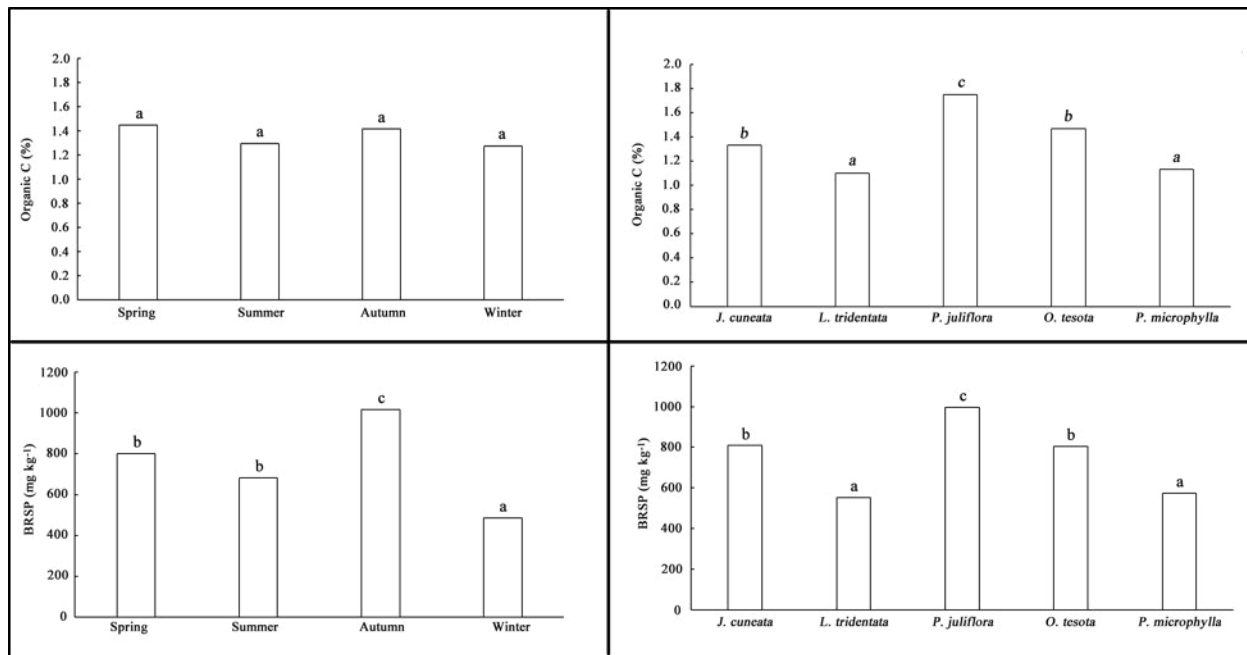 2.0
1.8
1.6
1.4
1.2
1.0
0.8
0.6
0.4
0.2
0.0
Organic C (%)
a
a
a
a
Spring Summer Autumn Winter
2.0
1.8
1.6
1.4
1.2
1.0
0.8
0.6
0.4
0.2
0.0
Organic C (%)
b
a
c
b
a
J. cuneata L. tridentata P. juliflora O. tesota P. microphylla
1200
1000
800
600
400
200
0
BRSP (mg kg-1)
b
b
c
a
Spring Summer Autumn Winter
1200
1000
800
600
400
200
0
BRSP (mg kg-1)
b
a
c
b
a
J. cuneata L. tridentata P. juliflora O. tesota P. microphylla